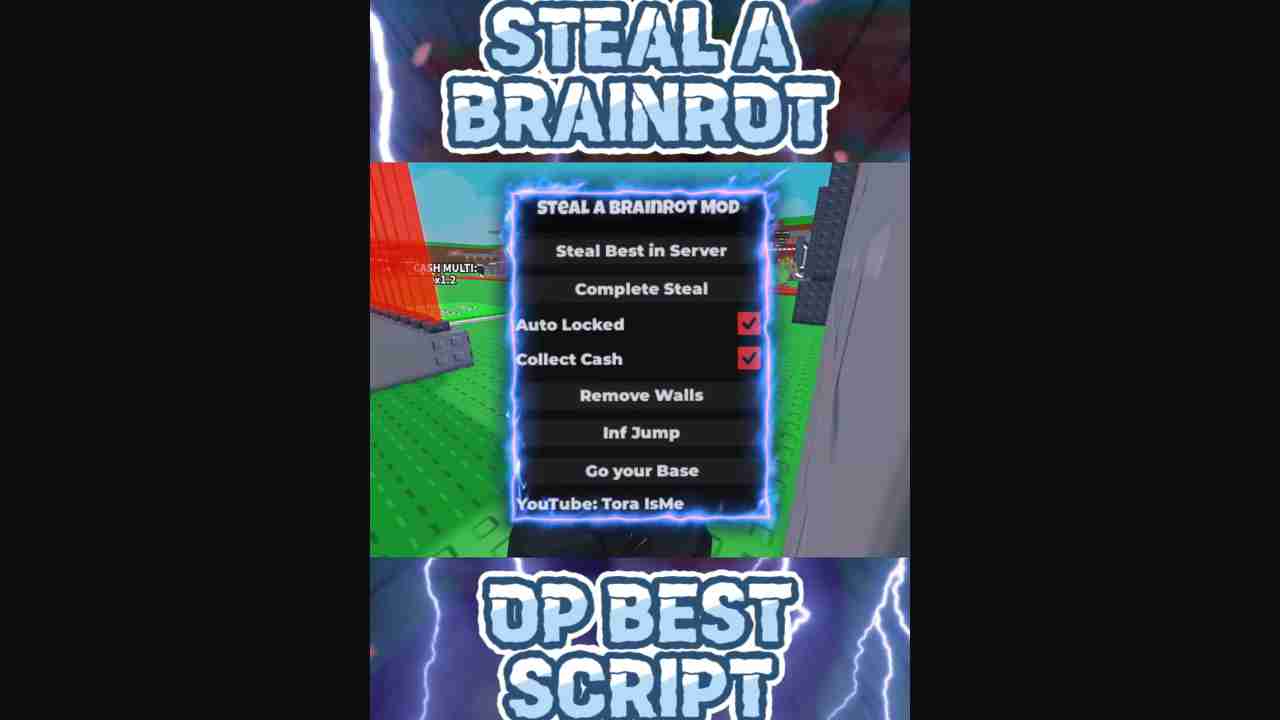 STEAL A
BRAINROT
STEAL A BRAINROT MOD
Steal Best in Server
CASH MULTI:
x1.2
Complete Steal
Auto Locked
Collect Cash
Remove Walls
Inf Jump
Go your Base
YouTube: Tora IsMe
OP BEST
SCRIPT